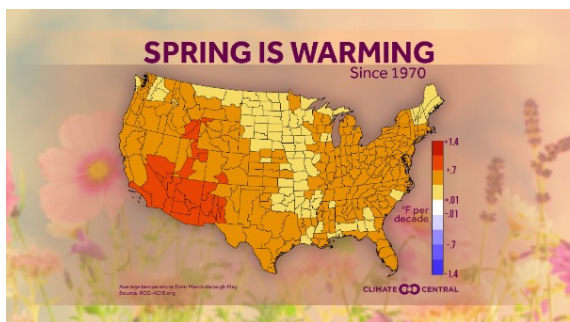 SPRING IS WARMING
Since 1970
+1.4
+.7
+.01
°F per
decade
-.01
-.7
-1.4
Average temperature from March through May
Source: RCC-ACIS.org
CLIMATE CENTRAL